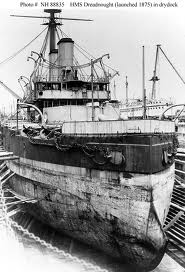 Photo # NH 88835 HMS Dreadnought (launched 1875) in drydock